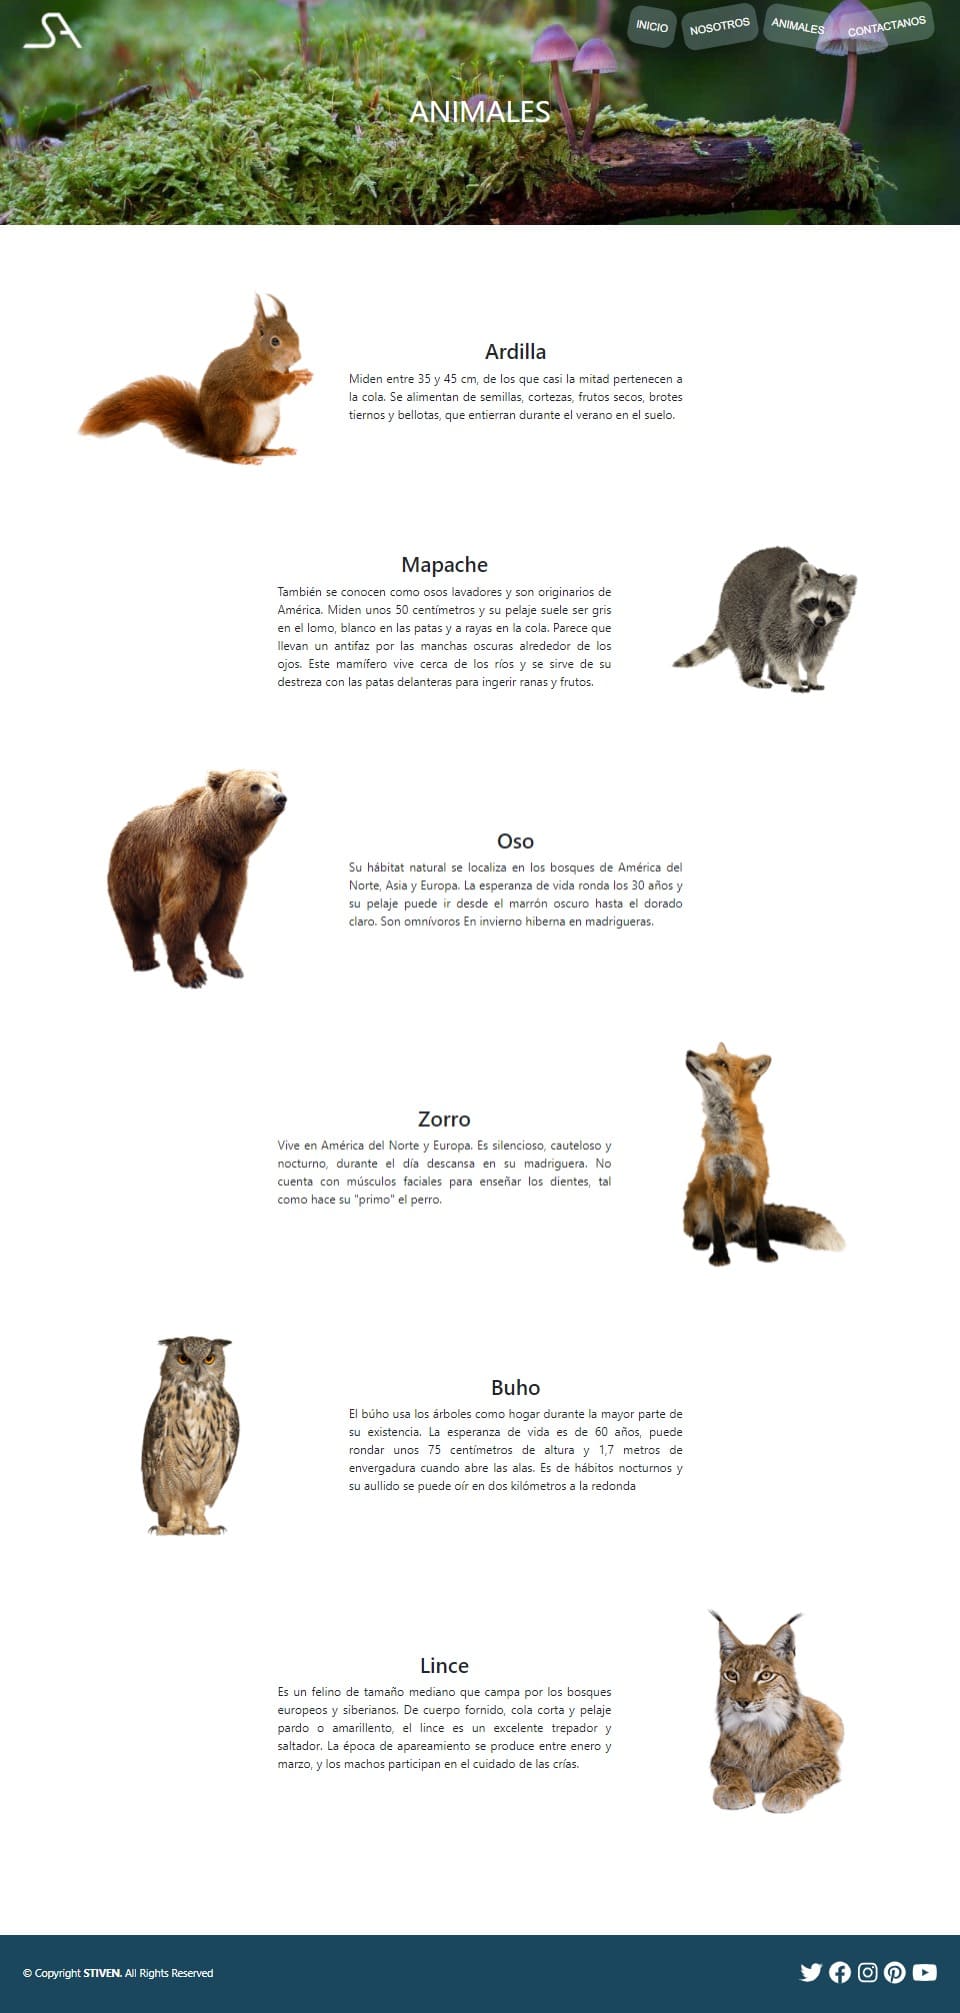 SA
INICIO
NOSOTROS
ANIMALES
CONTACTANOS
ANIMALES
Ardilla
Miden entre 35 y 45 cm, de los que casi la mitad pertenecen a
la cola. Se alimentan de semillas, cortezas, frutos secos, brotes
tiernos y bellotas, que entierran durante el verano en el suelo.
Mapache
También se conocen como osos lavadores y son originarios de
América. Miden unos 50 centímetros y su pelaje suele ser gris
en el lomo, blanco en las patas y a rayas en la cola. Parece que
llevan un antifaz por las manchas oscuras alrededor de los
ojos. Este mamífero vive cerca de los ríos y se sirve de su
destreza con las patas delanteras para ingerir ranas y frutos.
Oso
Su hábitat natural se localiza en los bosques de América del
Norte, Asia y Europa. La esperanza de vida ronda los 30 años y
su pelaje puede ir desde el marrón oscuro hasta el dorado
claro. Son omnívoros En invierno hiberna en madrigueras.
Zorro
Vive en América del Norte y Europa. Es silencioso, cauteloso y
nocturno, durante el día descansa en su madriguera. No
cuenta con músculos faciales para enseñar los dientes, tal
como hace su "primo" el perro.
Buho
El búho usa los árboles como hogar durante la mayor parte de
su existencia. La esperanza de vida es de 60 años, puede
rondar unos 75 centímetros de altura y 1,7 metros de
envergadura cuando abre las alas. Es de hábitos nocturnos y
su aullido se puede oír en dos kilómetros a la redonda
Lince
Es un felino de tamaño mediano que campa por los bosques
europeos y siberianos. De cuerpo fornido, cola corta y pelaje
pardo o amarillento, el lince es un excelente trepador y
saltador. La época de apareamiento se produce entre enero y
marzo, y los machos participan en el cuidado de las crías.
© Copyright STIVEN. All Rights Reserved